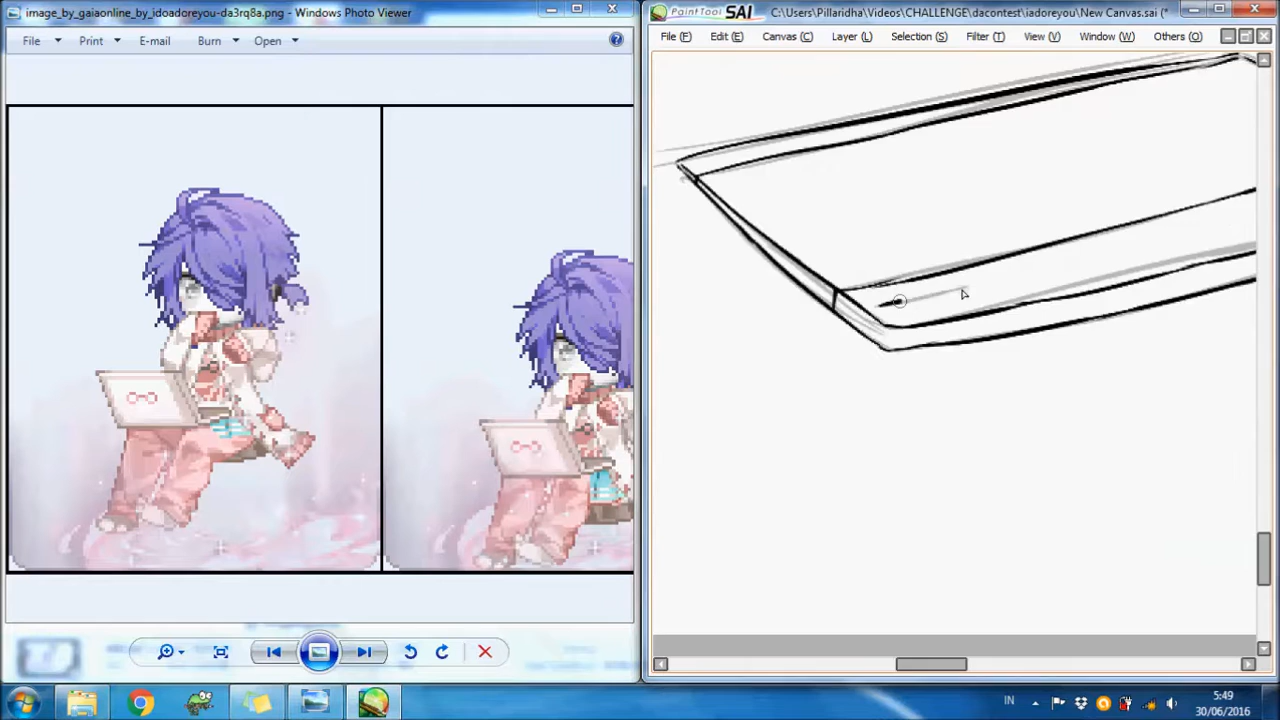 image_by_gaiaonline_by_idoadoreyou-da3rq8a.png - Windows Photo Viewer
File Print E-mail Burn Open
PaintTool SAI C:\Users\Pillaridha\Videos\CHALLENGE\dacontest\iadoreyou\New Canvas.sai (*
File (F) Edit (E) Canvas (C) Layer (L) Selection (S) Filter (T) View (V) Window (W) Others (O)
IN
5:49
30/06/2016